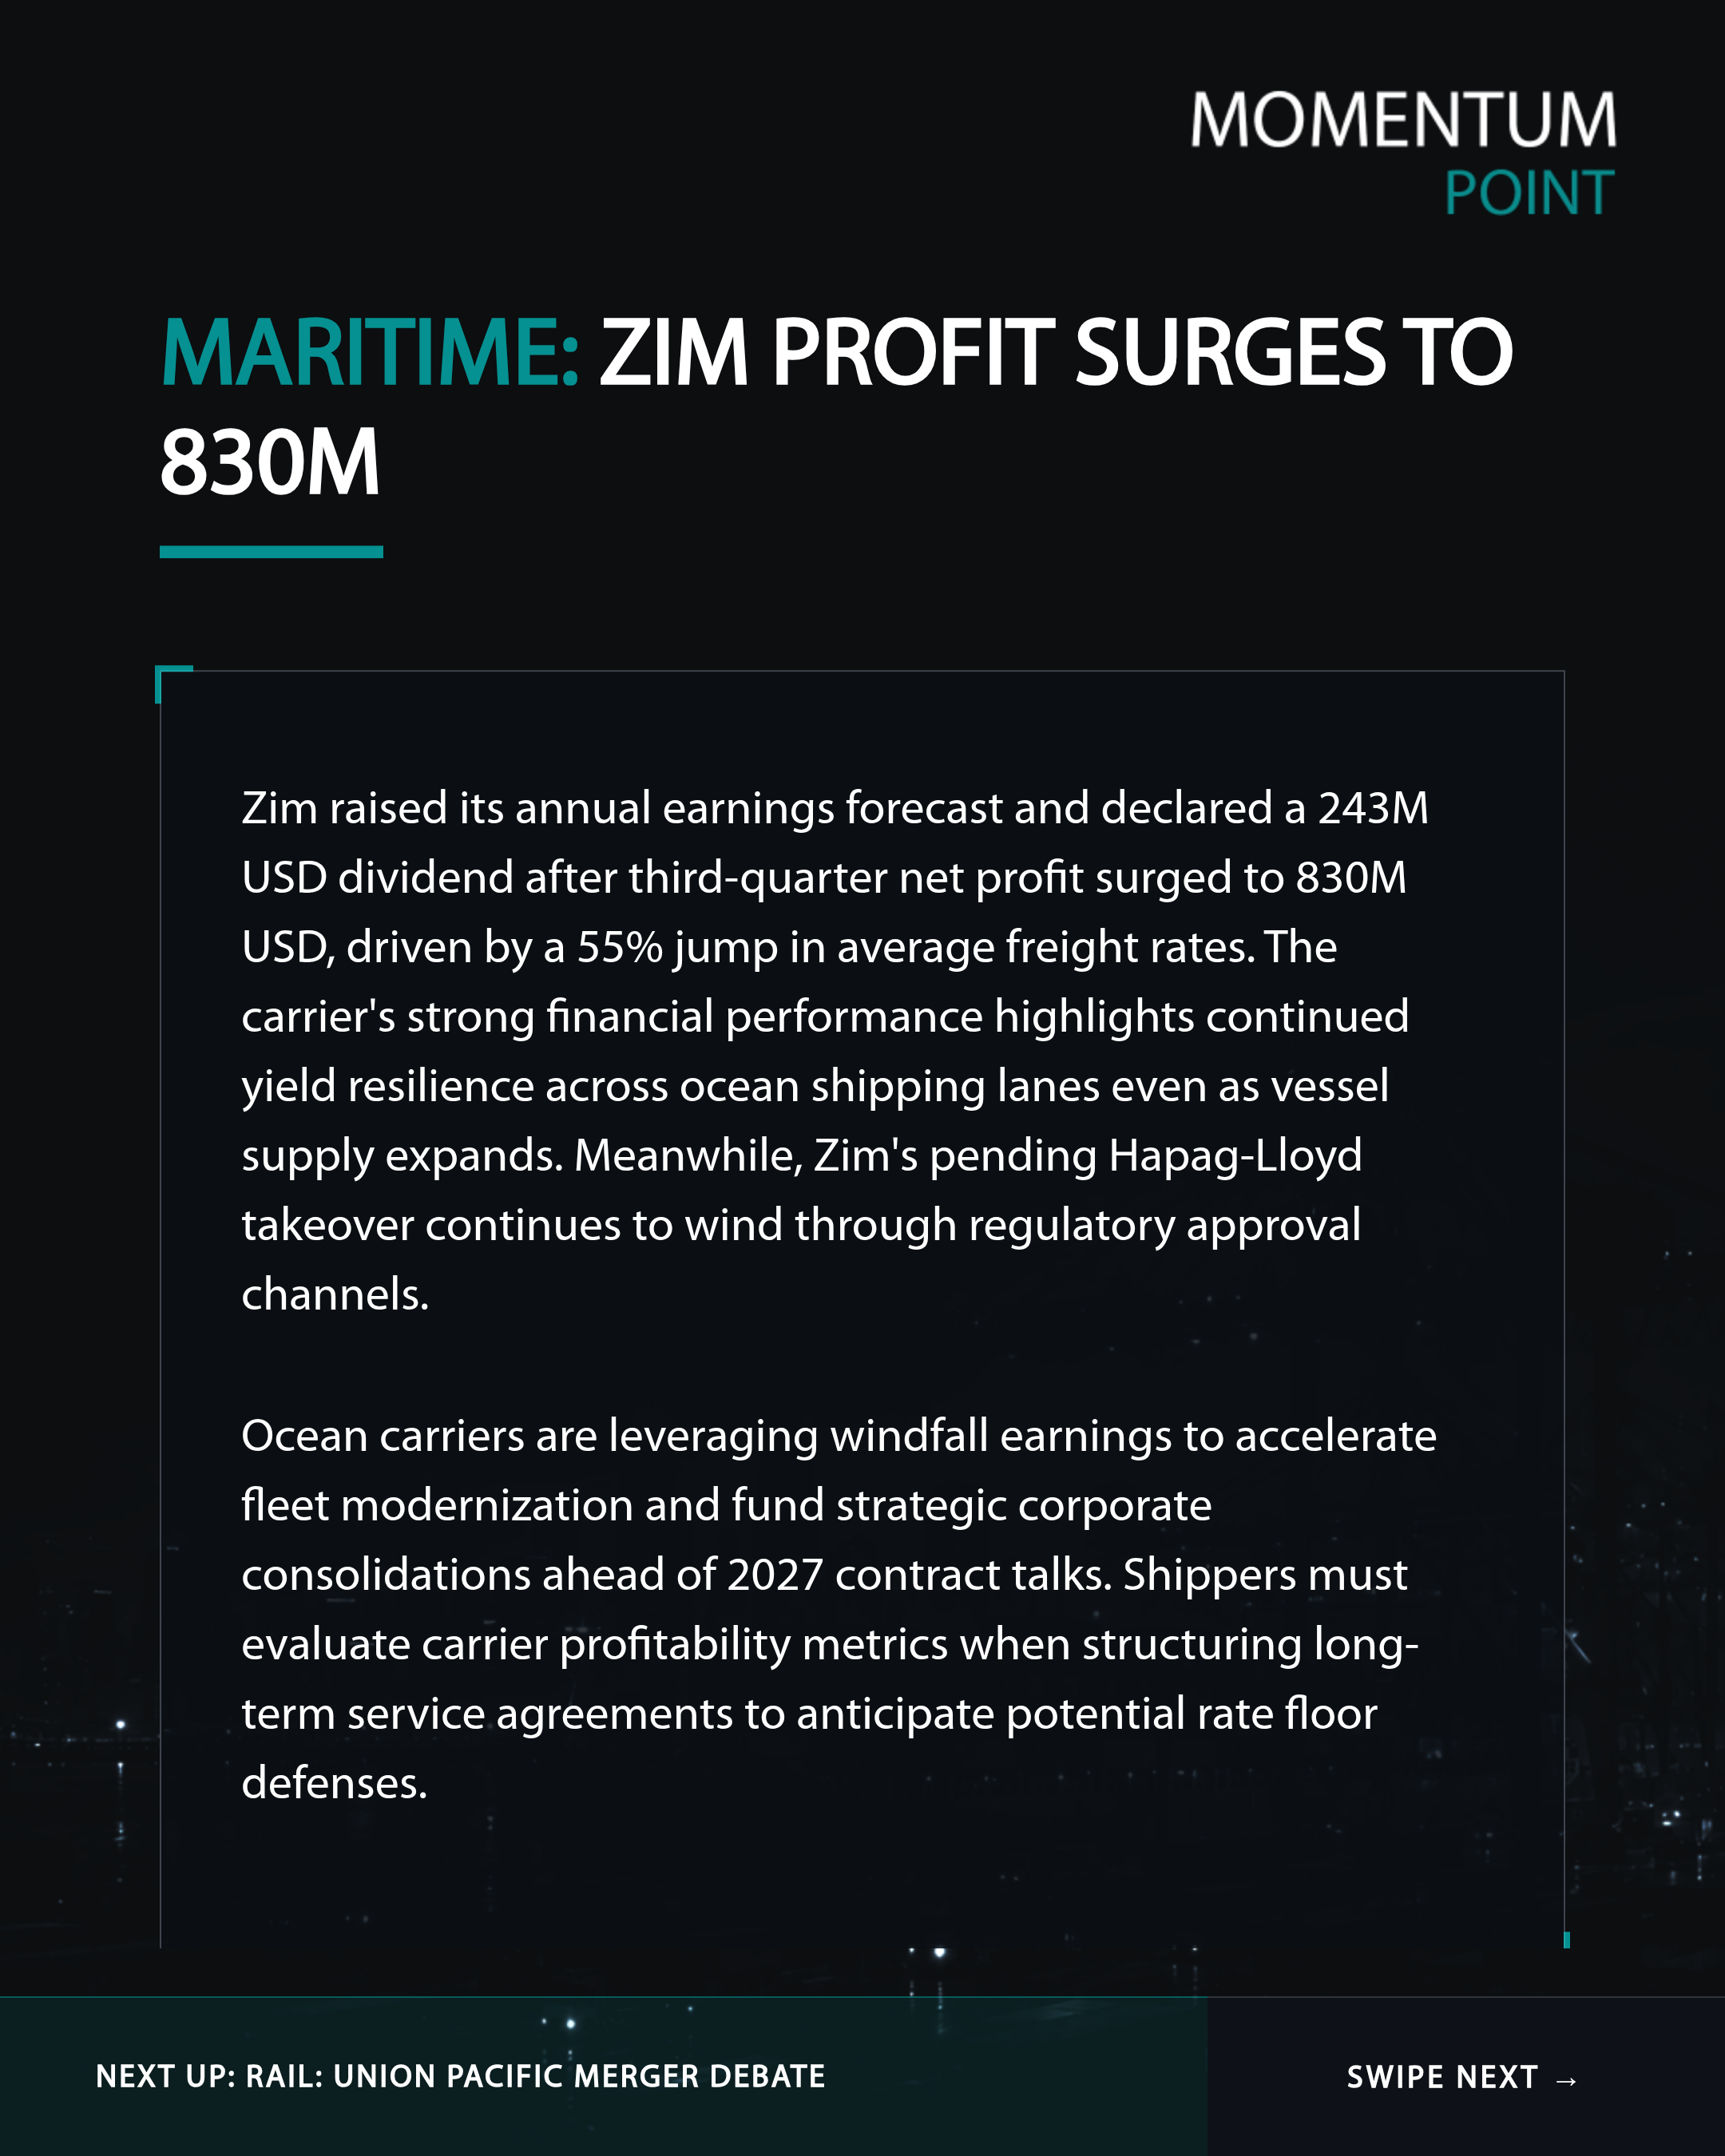 MOMENTUM
POINT
MARITIME: ZIM PROFIT SURGES TO
830M
Zim raised its annual earnings forecast and declared a 243M
USD dividend after third-quarter net profit surged to 830M
USD, driven by a 55% jump in average freight rates. The
carrier's strong financial performance highlights continued
yield resilience across ocean shipping lanes even as vessel
supply expands. Meanwhile, Zim's pending Hapag-Lloyd
takeover continues to wind through regulatory approval
channels.
Ocean carriers are leveraging windfall earnings to accelerate
fleet modernization and fund strategic corporate
consolidations ahead of 2027 contract talks. Shippers must
evaluate carrier profitability metrics when structuring long-
term service agreements to anticipate potential rate floor
defenses.
NEXT UP: RAIL: UNION PACIFIC MERGER DEBATE
SWIPE NEXT →